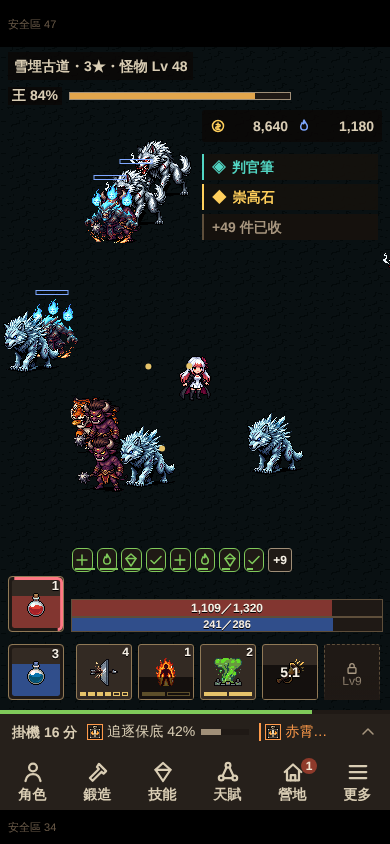 安全區 47
雪埋古道・3★・怪物 Lv 48
王 84%
8,640 1,180
判官筆
崇高石
+49 件已收
+9
1
1,109／1,320
241／286
3
4
1
2
5.1
Lv9
掛機 16 分 追逐保底 42% 赤霄…
1
角色 鍛造 技能 天賦 營地 更多
安全區 34